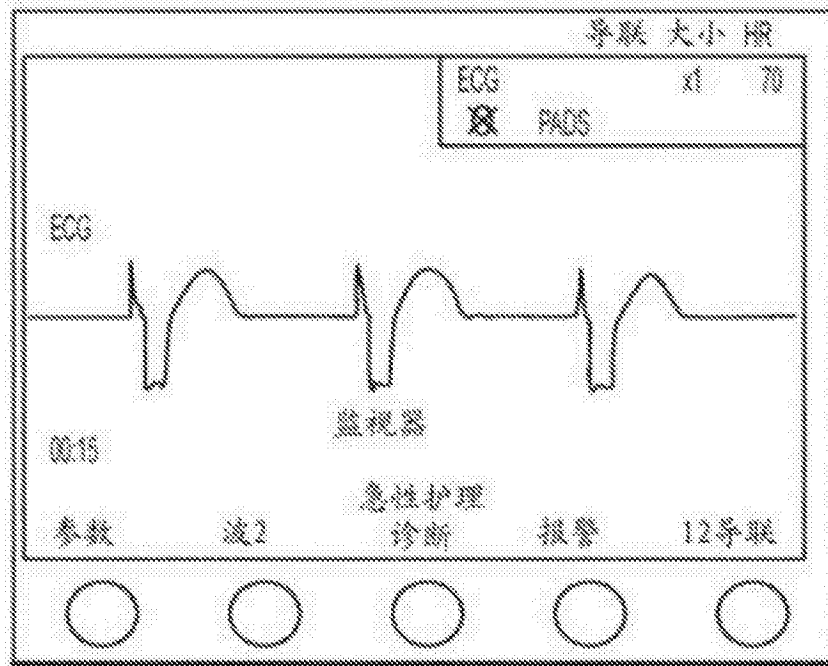 导联 大小 HR
ECG x1 70
PADS
ECG
监视器
00:15
急性护理
参数 波2 诊断 报警 12导联